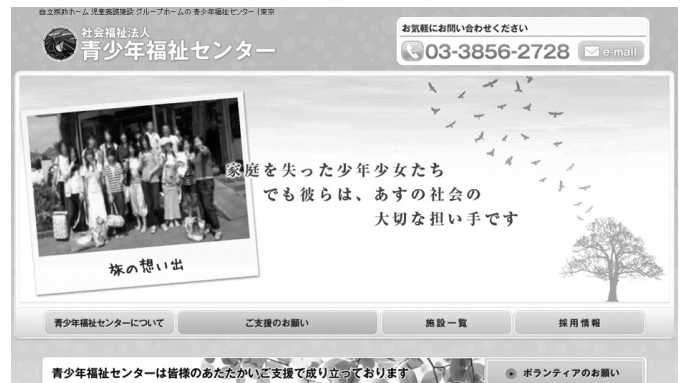 自立援助ホーム 児童養護施設 グループホームの 青少年福祉センター |東京
社会福祉法人
青少年福祉センター
お気軽にお問い合わせください
03-3856-2728
e-mail
家庭を失った少年少女たち
でも彼らは、あすの社会の
大切な担い手です
旅の想い出
青少年福祉センターについて
ご支援のお願い
施設一覧
採用情報
青少年福祉センターは皆様のあたたかいご支援で成り立っております
ボランティアのお願い